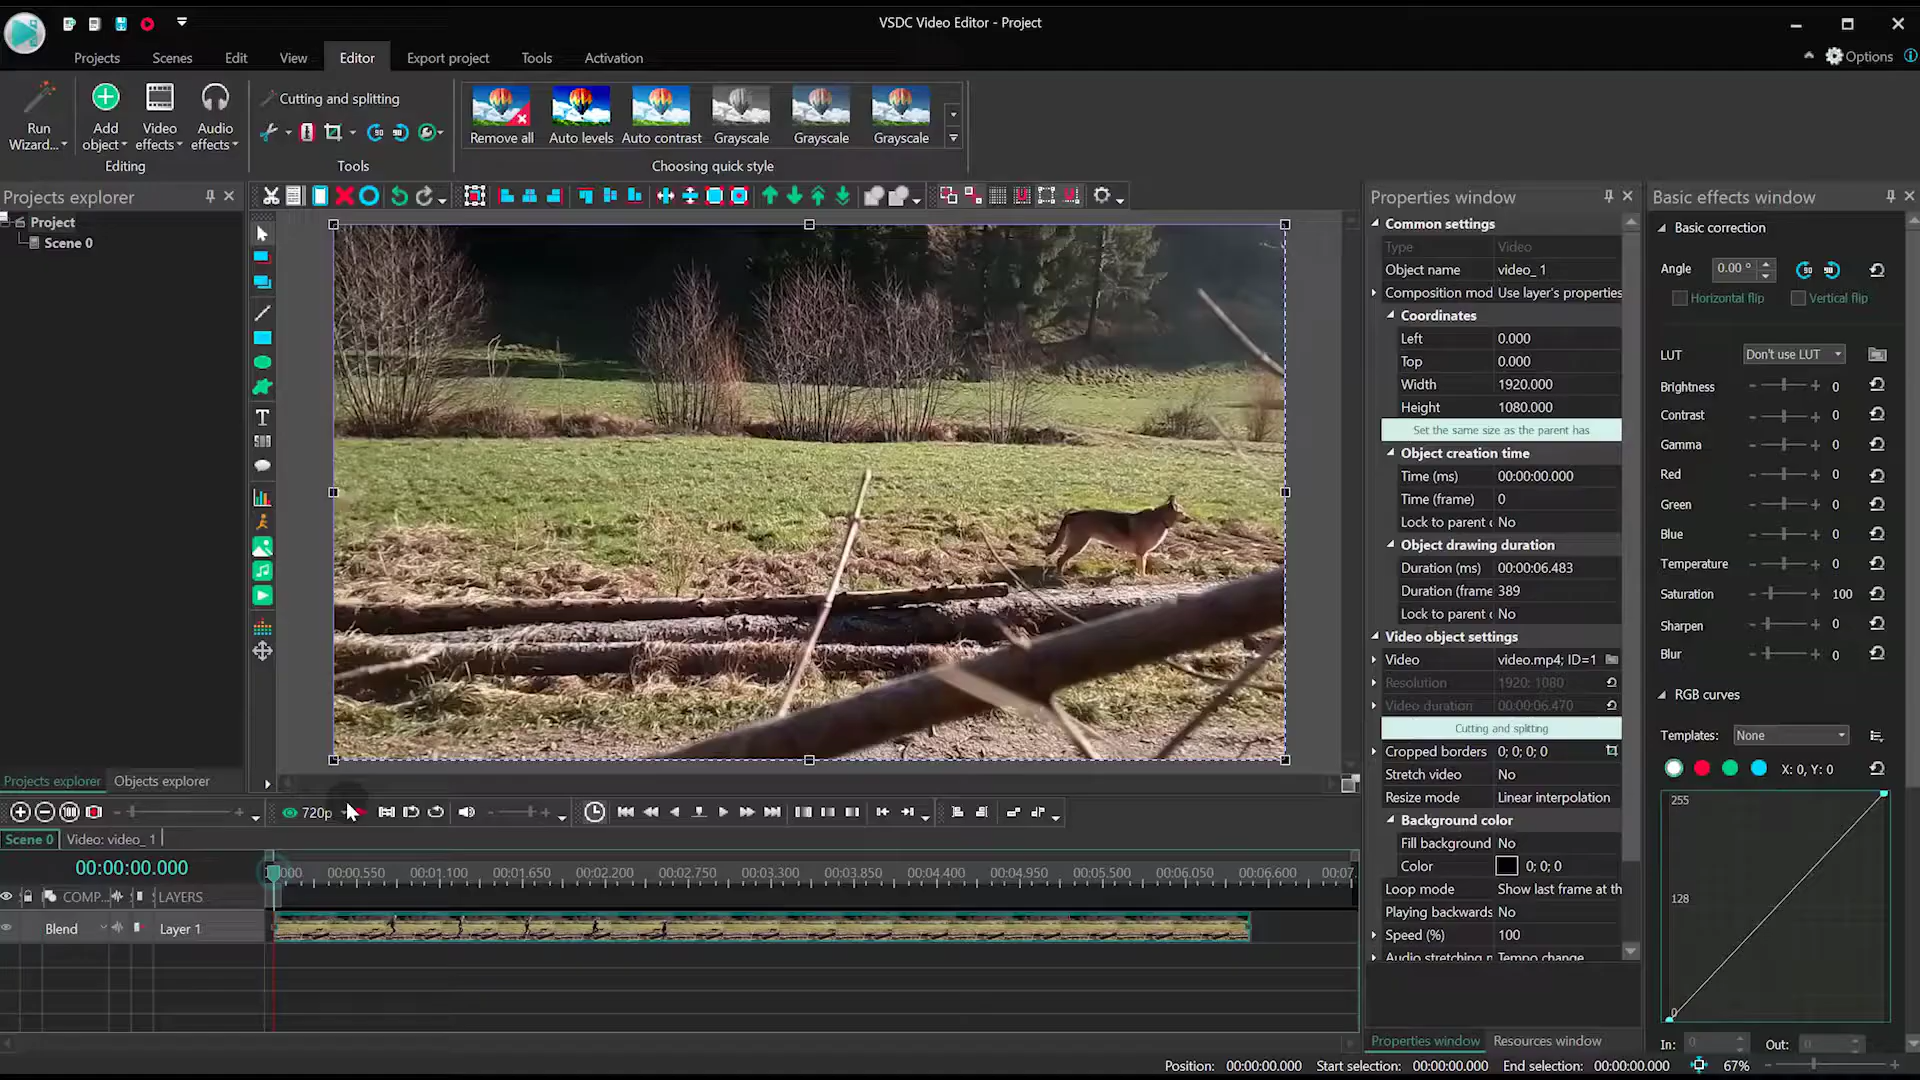 VSDC Video Editor - Project
Projects
Scenes
Edit
View
Editor
Export project
Tools
Activation
Options
Run
Wizard...
Add
object
Video
effects
Audio
effects
Editing
Cutting and splitting
Tools
Remove all
Auto levels
Auto contrast
Grayscale
Grayscale
Grayscale
Choosing quick style
Projects explorer
Project
Scene 0
Projects explorer
Objects explorer
720p
Scene 0
Video: video_ 1
00:00:00.000
000
00:00.550
00:01.100
00:01.650
00:02.200
00:02.750
00:03.300
00:03.850
00:04.400
00:04.950
00:05.500
00:06.050
00:06.600
00:07.
COMP...
LAYERS
Blend
Layer 1
Properties window
Common settings
Type Video
Object name video_ 1
Composition mod Use layer's properties
Coordinates
Left 0.000
Top 0.000
Width 1920.000
Height 1080.000
Set the same size as the parent has
Object creation time
Time (ms) 00:00:00.000
Time (frame) 0
Lock to parent No
Object drawing duration
Duration (ms) 00:00:06.483
Duration (frame 389
Lock to parent No
Video object settings
Video video.mp4; ID=1
Resolution 1920; 1080
Video duration 00:00:06.470
Cutting and splitting
Cropped borders 0; 0; 0; 0
Stretch video No
Resize mode Linear interpolation
Background color
Fill background No
Color 0; 0; 0
Loop mode Show last frame at th
Playing backwards No
Speed (%) 100
Audio stretching Tempo change
Properties window
Resources window
Basic effects window
Basic correction
Angle 0.00 °
90 90
Horizontal flip
Vertical flip
LUT Don't use LUT
Brightness 0
Contrast 0
Gamma 0
Red 0
Green 0
Blue 0
Temperature 0
Saturation 100
Sharpen 0
Blur 0
RGB curves
Templates: None
X: 0, Y: 0
255
128
0
In: 0
Out: 0
Position: 00:00:00.000
Start selection: 00:00:00.000
End selection: 00:00:00.000
67%